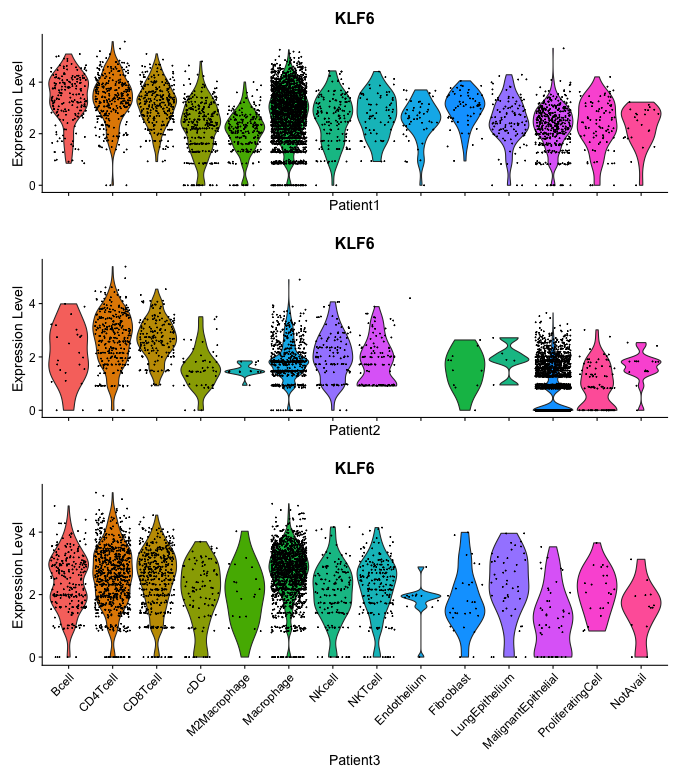 KLF6
Expression Level
4
2
0
Patient1
KLF6
Expression Level
4
2
0
Patient2
KLF6
Expression Level
4
2
0
Bcell
CD4Tcell
CD8Tcell
cDC
M2Macrophage
Macrophage
NKcell
NKTcell
Endothelium
Fibroblast
LungEpithelium
MalignantEpithelial
ProliferatingCell
NotAvail
Patient3